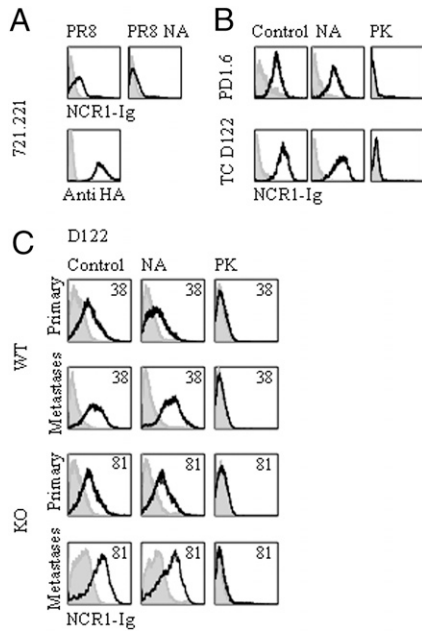 A
PR8 PR8 NA
721.221
NCR1-Ig
Anti HA
B
Control NA PK
PD1.6
TC D122
NCR1-Ig
C
D122
Control NA PK
WT
Primary
38 38 38
Metastases
38 38 38
KO
Primary
81 81 81
Metastases
81 81 81
NCR1-Ig